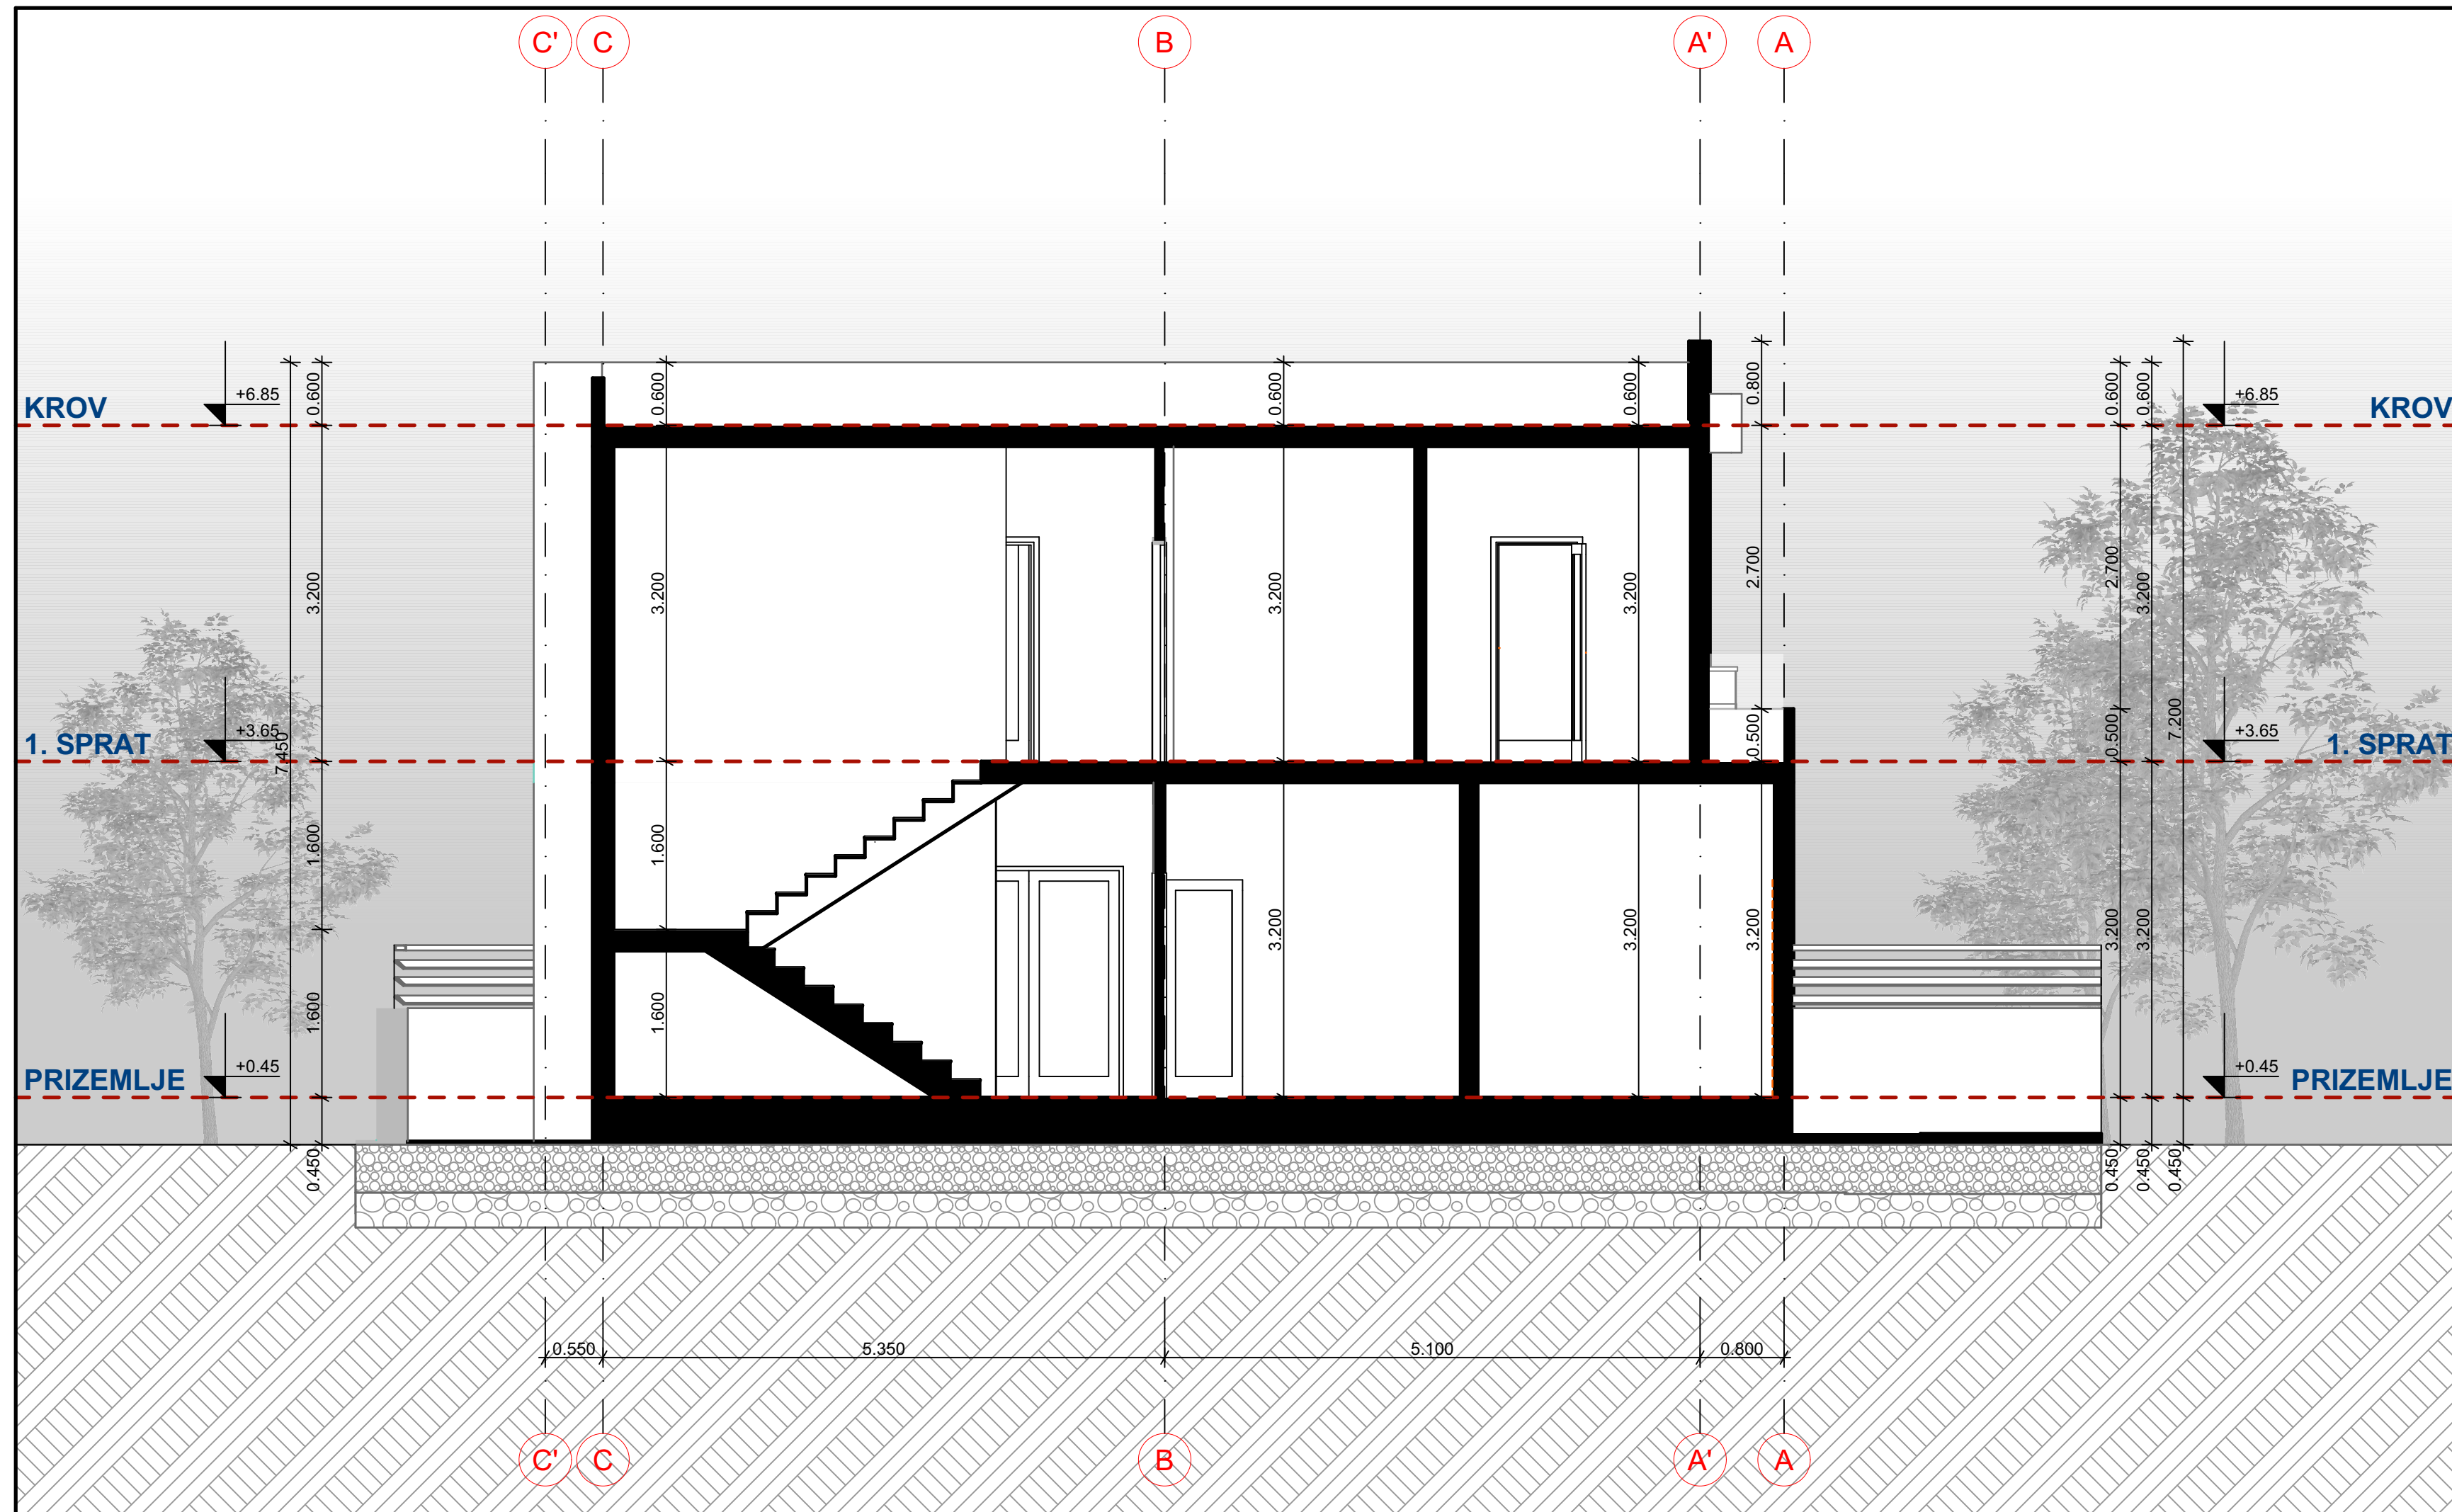 C' C B A' A
0.600 0.600 0.600 0.600 0.800 0.600 0.600
KROV +6.85 +6.85 KROV
3.200 3.200 3.200 3.200 2.700 2.700 3.200
7.450 7.200
1. SPRAT +3.65 0.500 0.500 +3.65 1. SPRAT
1.600 1.600
3.200 3.200 3.200 3.200 3.200
1.600 1.600
PRIZEMLJE +0.45 +0.45 PRIZEMLJE
0.450 0.450 0.450 0.450
0.550 5.350 5.100 0.800
C' C B A' A